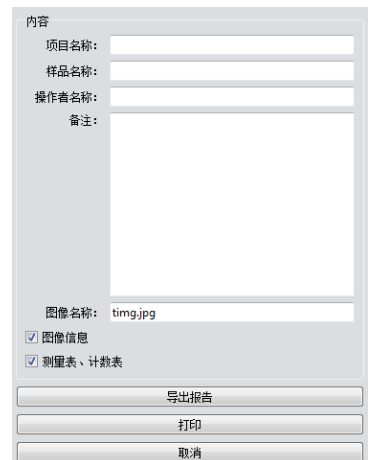 内容
项目名称:
样品名称:
操作者名称:
备注:
图像名称: timg.jpg
图像信息
测量表、计数表
导出报告
打印
取消